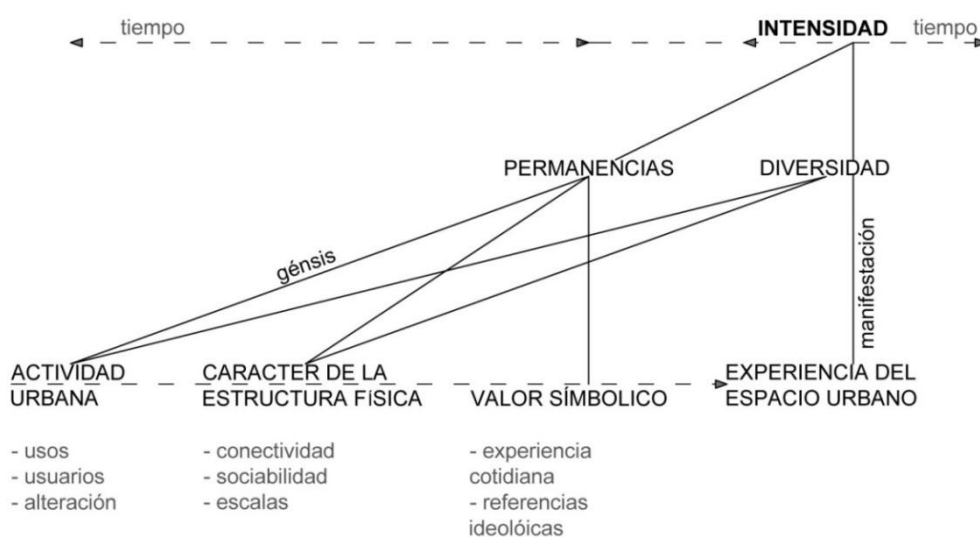 tiempo
INTENSIDAD
tiempo
PERMANENCIAS
DIVERSIDAD
génsis
manifestación
ACTIVIDAD
URBANA
- usos
- usuarios
- alteración
CARACTER DE LA
ESTRUCTURA FÍSICA
- conectividad
- sociabilidad
- escalas
VALOR SÍMBOLICO
- experiencia
cotidiana
- referencias
ideolóicas
EXPERIENCIA DEL
ESPACIO URBANO